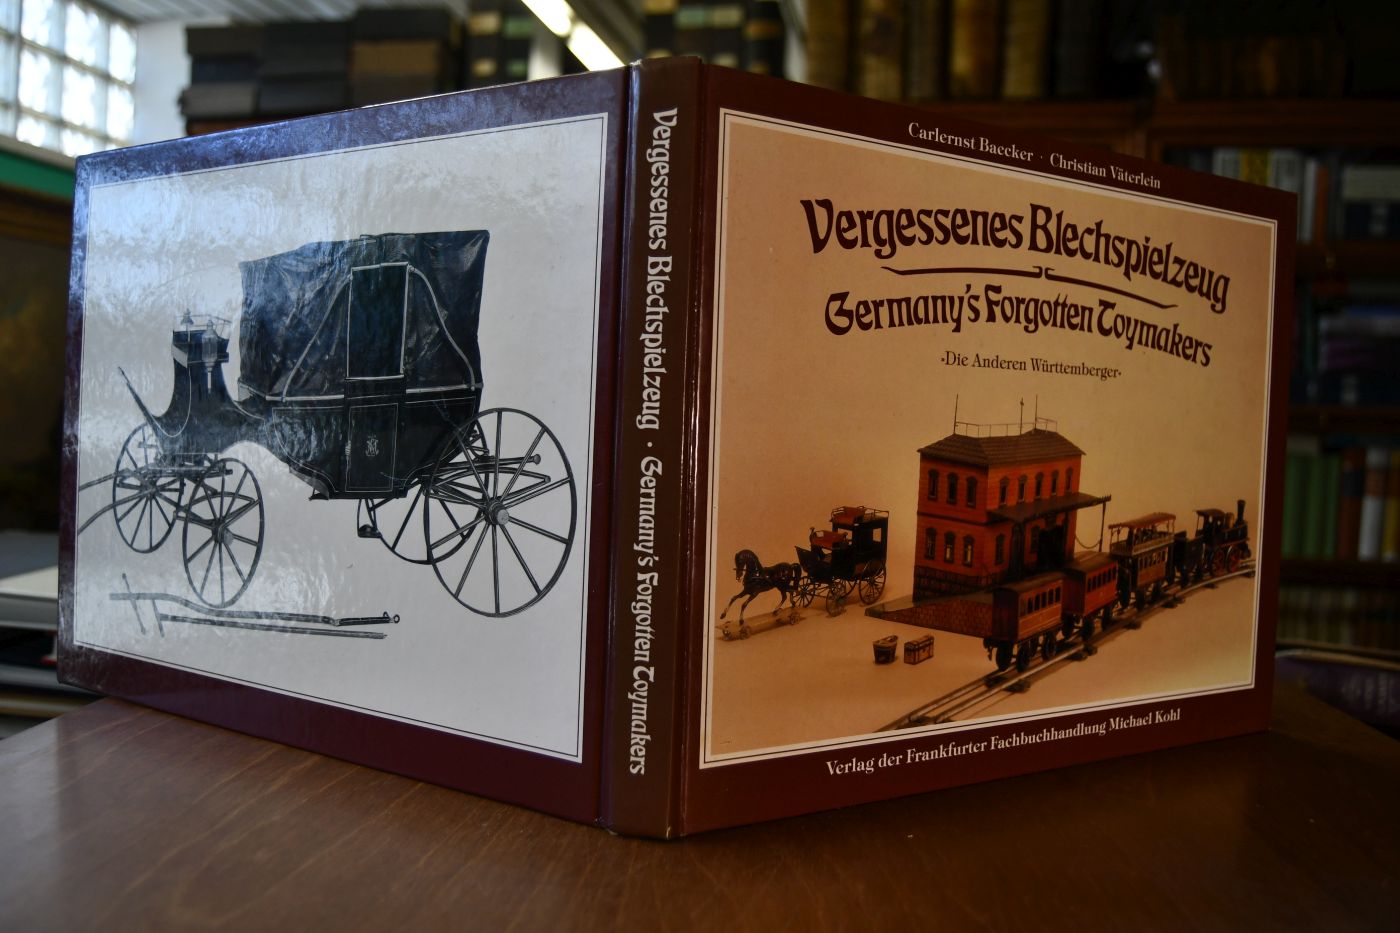 Vergessenes Blechspielzeug · Germany's Forgotten Toymakers
Carlernst Baecker · Christian Väterlein
Vergessenes Blechspielzeug
Germany's Forgotten Toymakers
»Die Anderen Württemberger«
Verlag der Frankfurter Fachbuchhandlung Michael Kohl